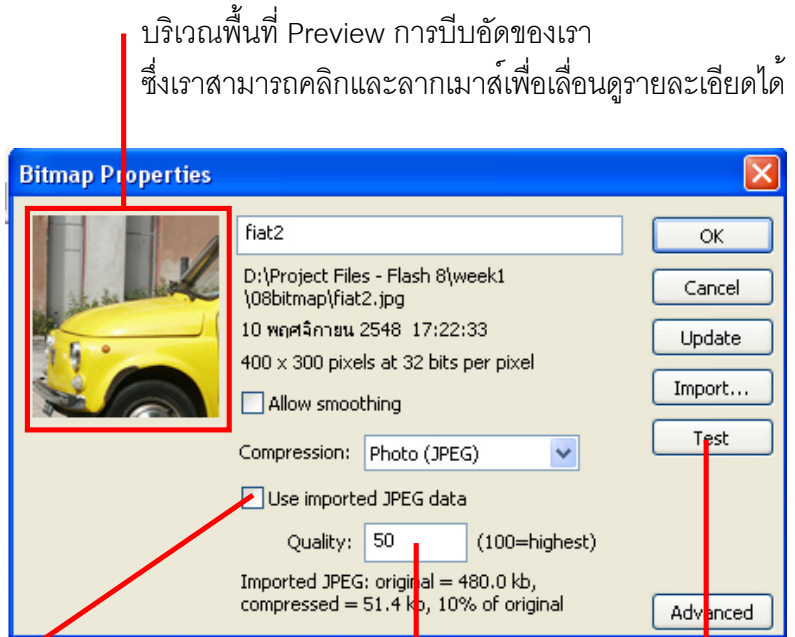 บริเวณพื้นที่ Preview การบีบอัดของเรา
ซึ่งเราสามารถคลิกและลากเมาส์เพื่อเลื่อนดูรายละเอียดได้
Bitmap Properties
fiat2
OK
D:\Project Files - Flash 8\week1
\08bitmap\fiat2.jpg
Cancel
10 พฤศจิกายน 2548 17:22:33
Update
400 x 300 pixels at 32 bits per pixel
Import...
Allow smoothing
Test
Compression: Photo (JPEG)
Use imported JPEG data
Quality: 50 (100=highest)
Imported JPEG: original = 480.0 kb,
compressed = 51.4 kb, 10% of original
Advanced